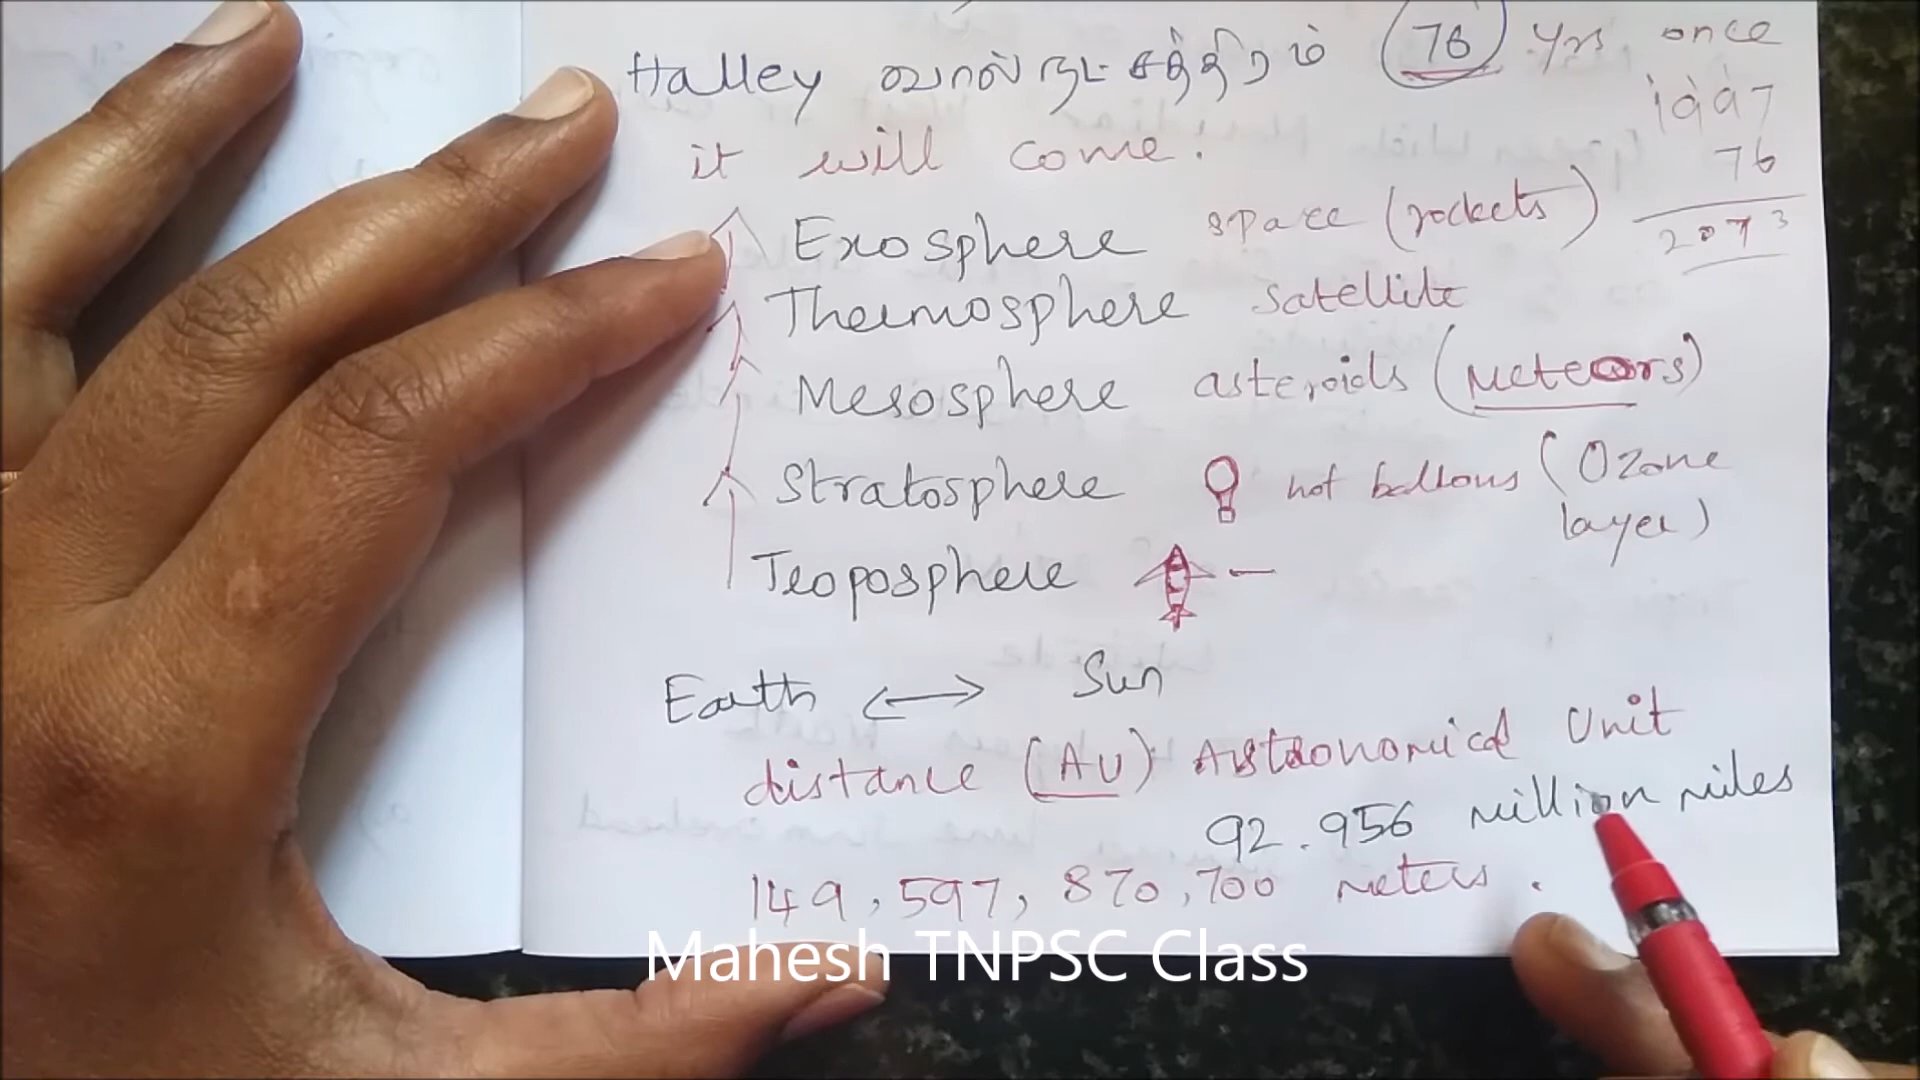 Halley வால்நட்சத்திரம் 76 yrs once
it will come!
1997
76
2073
Exosphere space (rockets)
Thermosphere satellite
Mesosphere asteroids (meteors)
Stratosphere hot ballons (Ozone layer)
Troposphere
Earth ↔ Sun
distance (AU) Astronomical Unit
92.956 million miles
149,597,870,700 meters.
Mahesh TNPSC Class